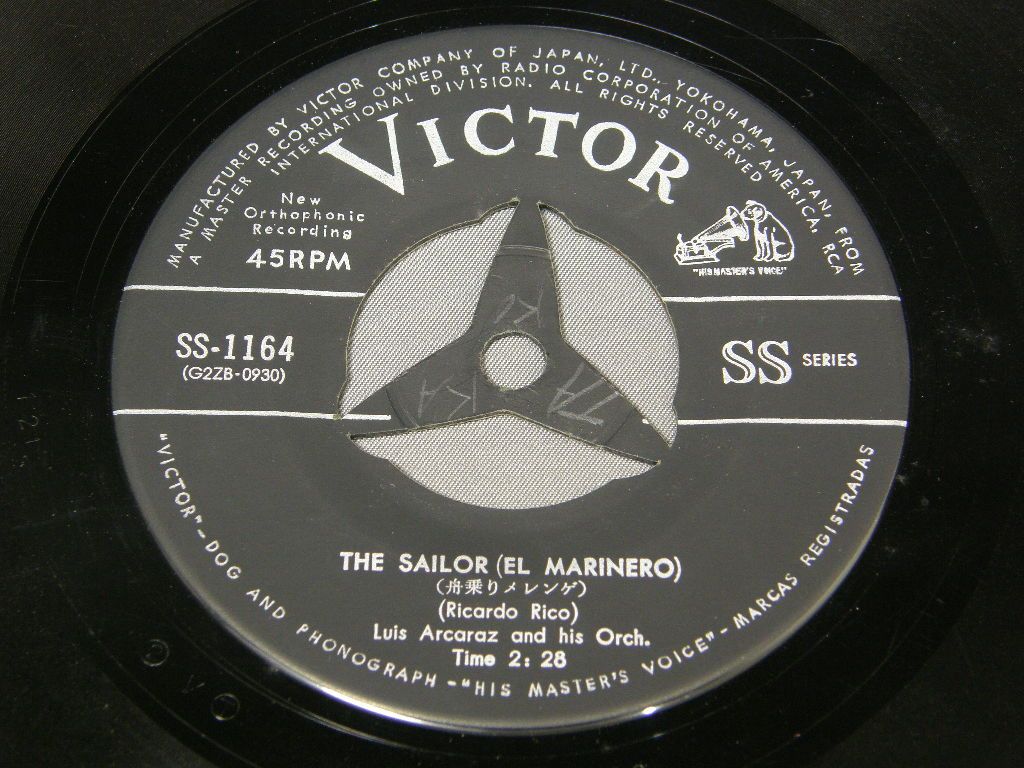 MANUFACTURED BY VICTOR COMPANY OF JAPAN, LTD., YOKOHAMA, JAPAN, FROM
A MASTER RECORDING OWNED BY RADIO CORPORATION OF AMERICA, RCA
INTERNATIONAL DIVISION. ALL RIGHTS RESERVED
VICTOR
New
Orthophonic
Recording
45RPM
"HIS MASTER'S VOICE"
SS-1164
(G2ZB-0930)
SS SERIES
THE SAILOR (EL MARINERO)
(舟乗りメレンゲ)
(Ricardo Rico)
Luis Arcaraz and his Orch.
Time 2:28
"VICTOR"-DOG AND PHONOGRAPH-"HIS MASTER'S VOICE"-MARCAS REGISTRADAS